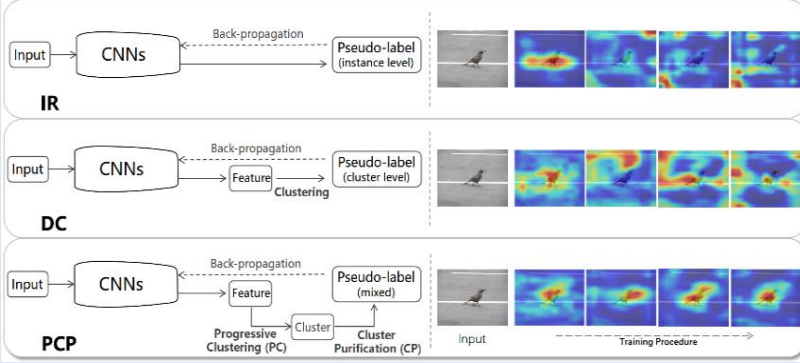 Back-propagation
Input
CNNs
Pseudo-label
(instance level)
IR
Back-propagation
Input
CNNs
Feature
Clustering
Pseudo-label
(cluster level)
DC
Back-propagation
Input
CNNs
Feature
Pseudo-label
(mixed)
Cluster
Progressive
Clustering (PC)
Cluster
Purification (CP)
PCP
Input
Training Procedure